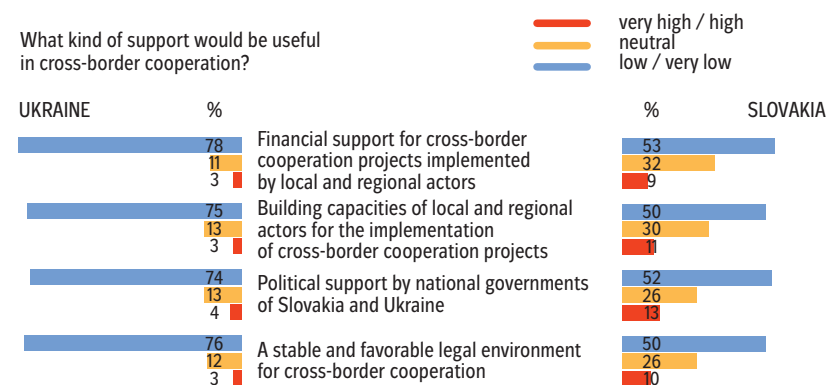 What kind of support would be useful
in cross-border cooperation?
very high / high
neutral
low / very low
UKRAINE %
% SLOVAKIA
78 Financial support for cross-border 53
11 cooperation projects implemented 32
3 by local and regional actors 9
75 Building capacities of local and regional 50
13 actors for the implementation 30
3 of cross-border cooperation projects 11
74 Political support by national governments 52
13 of Slovakia and Ukraine 26
4 13
76 A stable and favorable legal environment 50
12 for cross-border cooperation 26
3 10